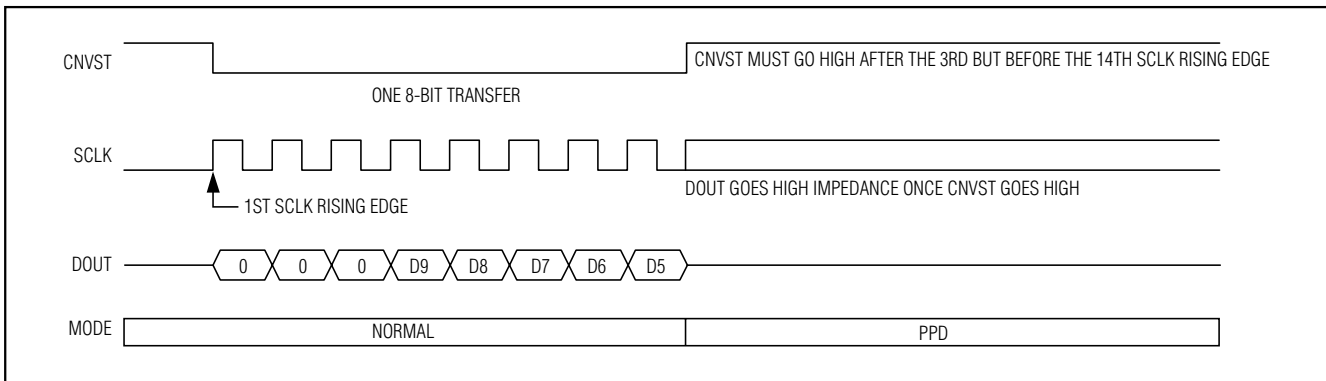 CNVST
CNVST MUST GO HIGH AFTER THE 3RD BUT BEFORE THE 14TH SCLK RISING EDGE
ONE 8-BIT TRANSFER
SCLK
DOUT GOES HIGH IMPEDANCE ONCE CNVST GOES HIGH
1ST SCLK RISING EDGE
DOUT
0 0 0 D9 D8 D7 D6 D5
MODE
NORMAL
PPD